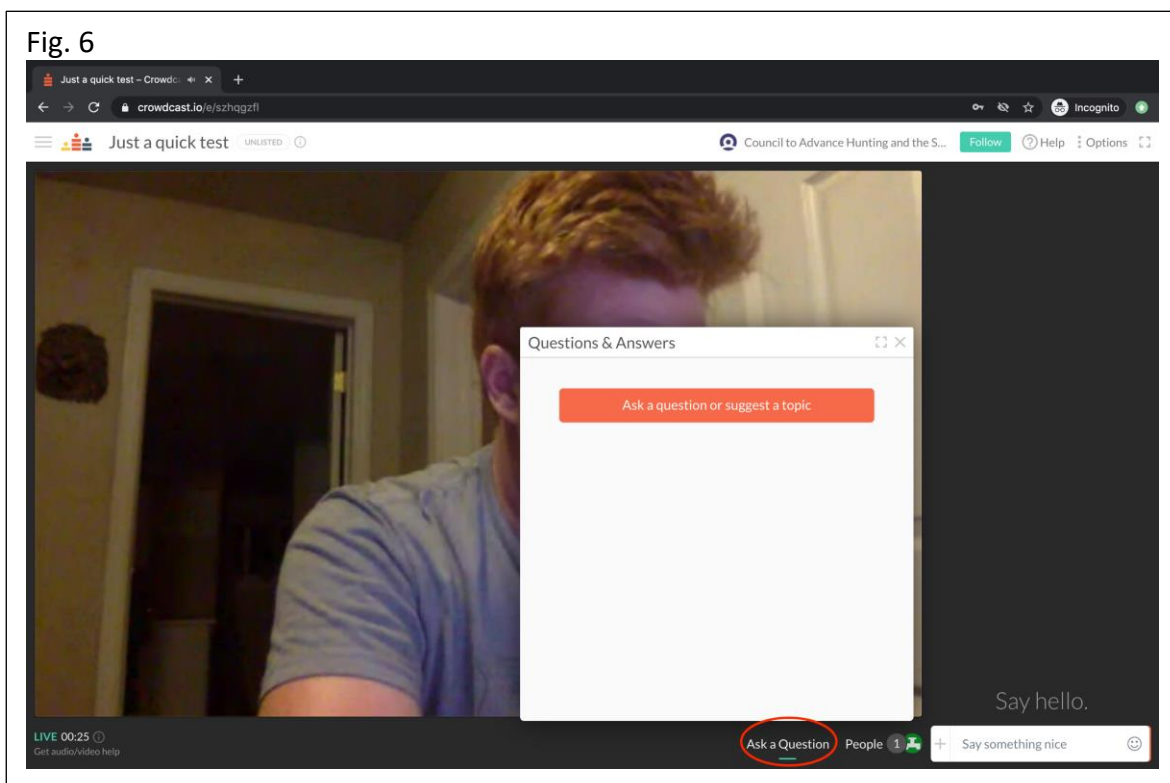 Fig. 6
Just a quick test – Crowdc
crowdcast.io/e/szhqgzfl
Incognito
Just a quick test UNLISTED
Council to Advance Hunting and the S... Follow Help Options
Questions & Answers
Ask a question or suggest a topic
Say hello.
LIVE 00:25
Get audio/video help
Ask a Question People 1
Say something nice